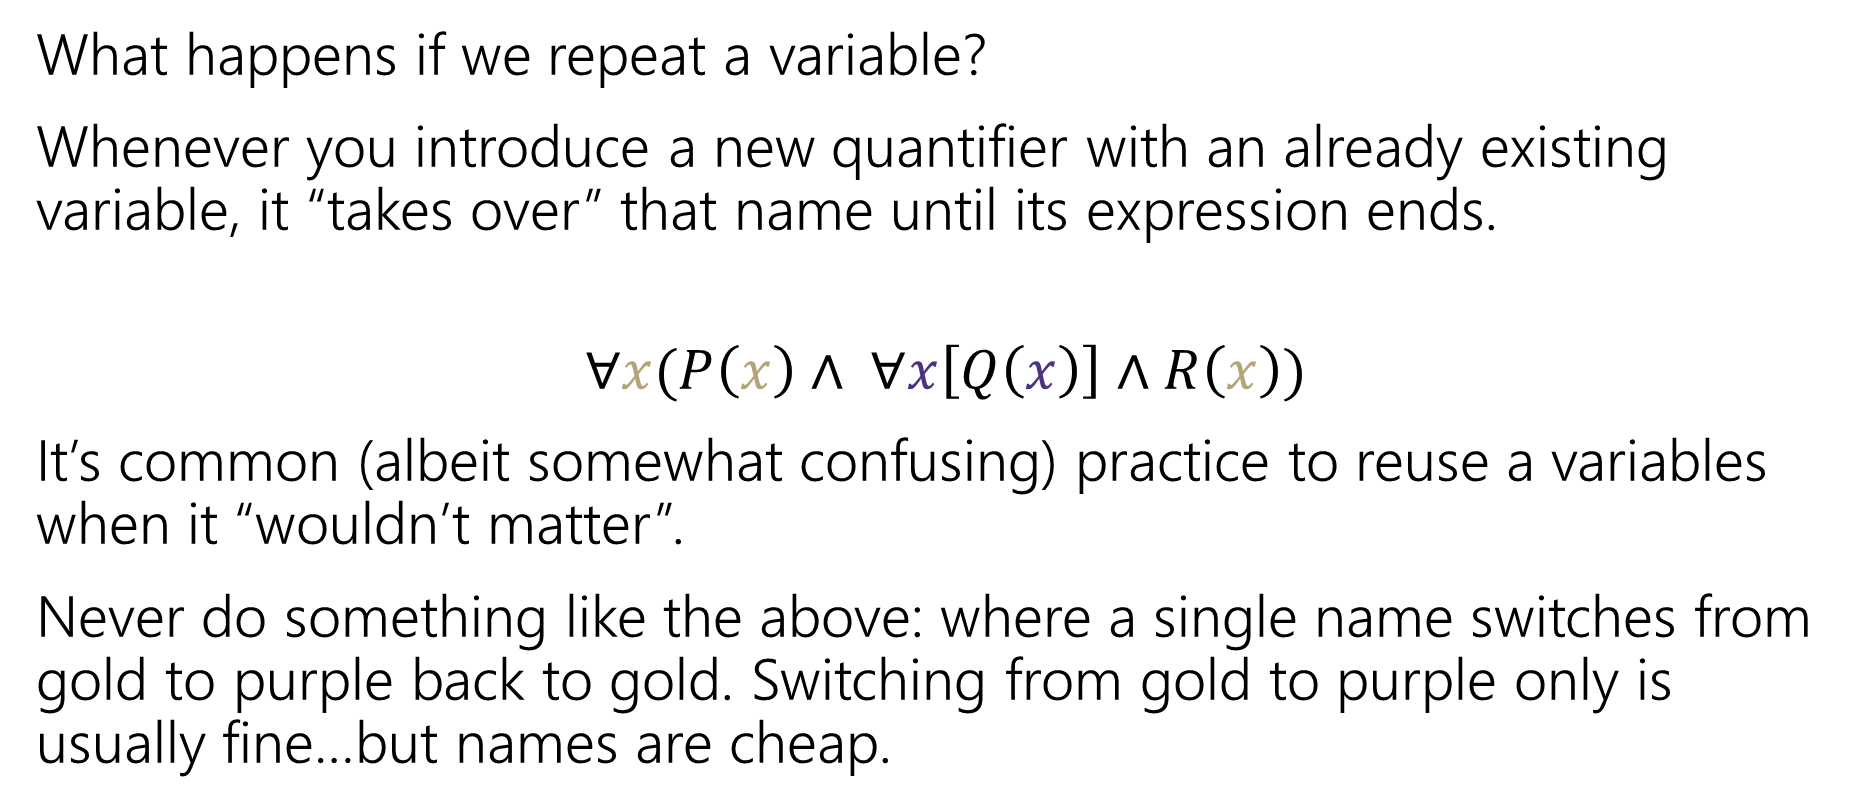 What happens if we repeat a variable?
Whenever you introduce a new quantifier with an already existing
variable, it “takes over” that name until its expression ends.
∀x(P(x) ∧ ∀x[Q(x)] ∧ R(x))
It’s common (albeit somewhat confusing) practice to reuse a variables
when it “wouldn’t matter”.
Never do something like the above: where a single name switches from
gold to purple back to gold. Switching from gold to purple only is
usually fine…but names are cheap.